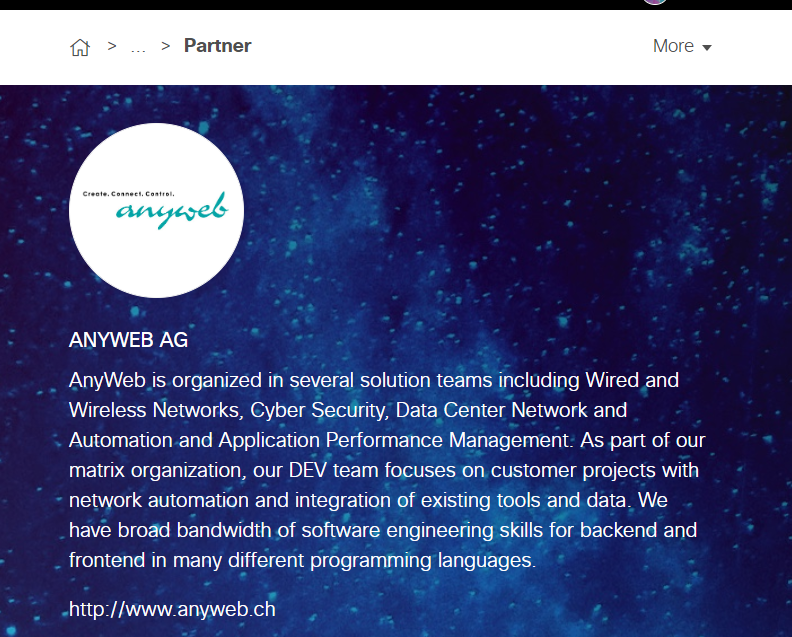 > ... > Partner More
Create. Connect. Control.
anyweb
ANYWEB AG
AnyWeb is organized in several solution teams including Wired and
Wireless Networks, Cyber Security, Data Center Network and
Automation and Application Performance Management. As part of our
matrix organization, our DEV team focuses on customer projects with
network automation and integration of existing tools and data. We
have broad bandwidth of software engineering skills for backend and
frontend in many different programming languages.
http://www.anyweb.ch